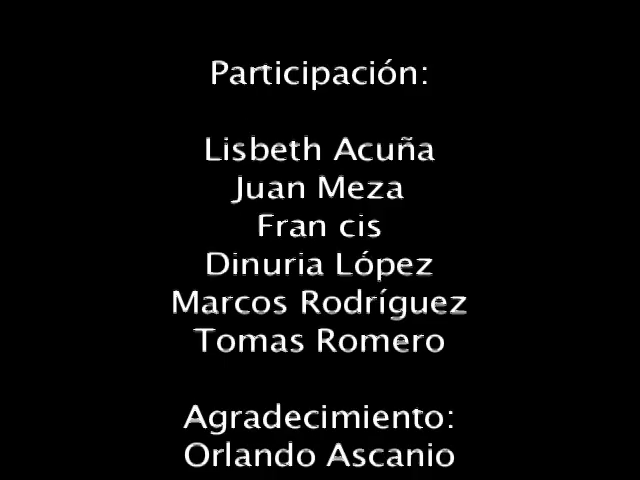 Participación:
Lisbeth Acuña
Juan Meza
Fran cis
Dinuria López
Marcos Rodríguez
Tomas Romero
Agradecimiento:
Orlando Ascanio